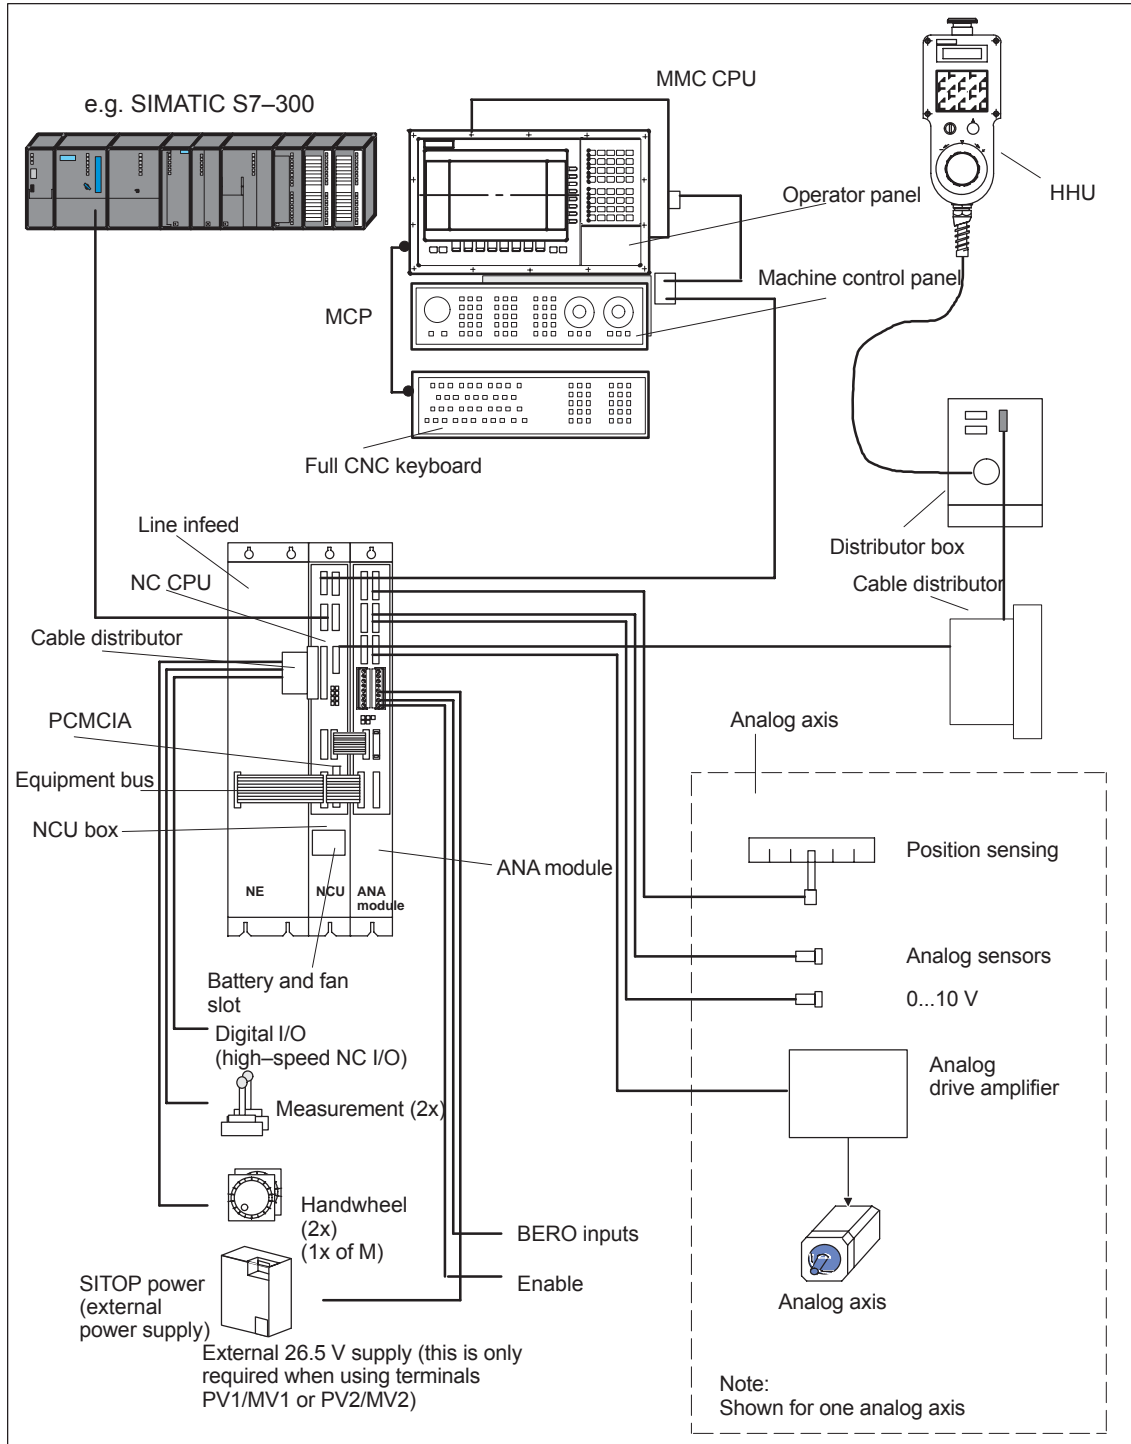 MMC CPU
e.g. SIMATIC S7–300
Operator panel
HHU
Machine control panel
MCP
Full CNC keyboard
Line infeed
Distributor box
NC CPU
Cable distributor
Cable distributor
PCMCIA
Analog axis
Equipment bus
NCU box
Position sensing
ANA module
NE
NCU
ANA
module
Analog sensors
Battery and fan
slot
0...10 V
Digital I/O
(high–speed NC I/O)
Analog
drive amplifier
Measurement (2x)
Handwheel
(2x)
(1x of M)
BERO inputs
SITOP power
(external
power supply)
Enable
Analog axis
External 26.5 V supply (this is only
required when using terminals
PV1/MV1 or PV2/MV2)
Note:
Shown for one analog axis